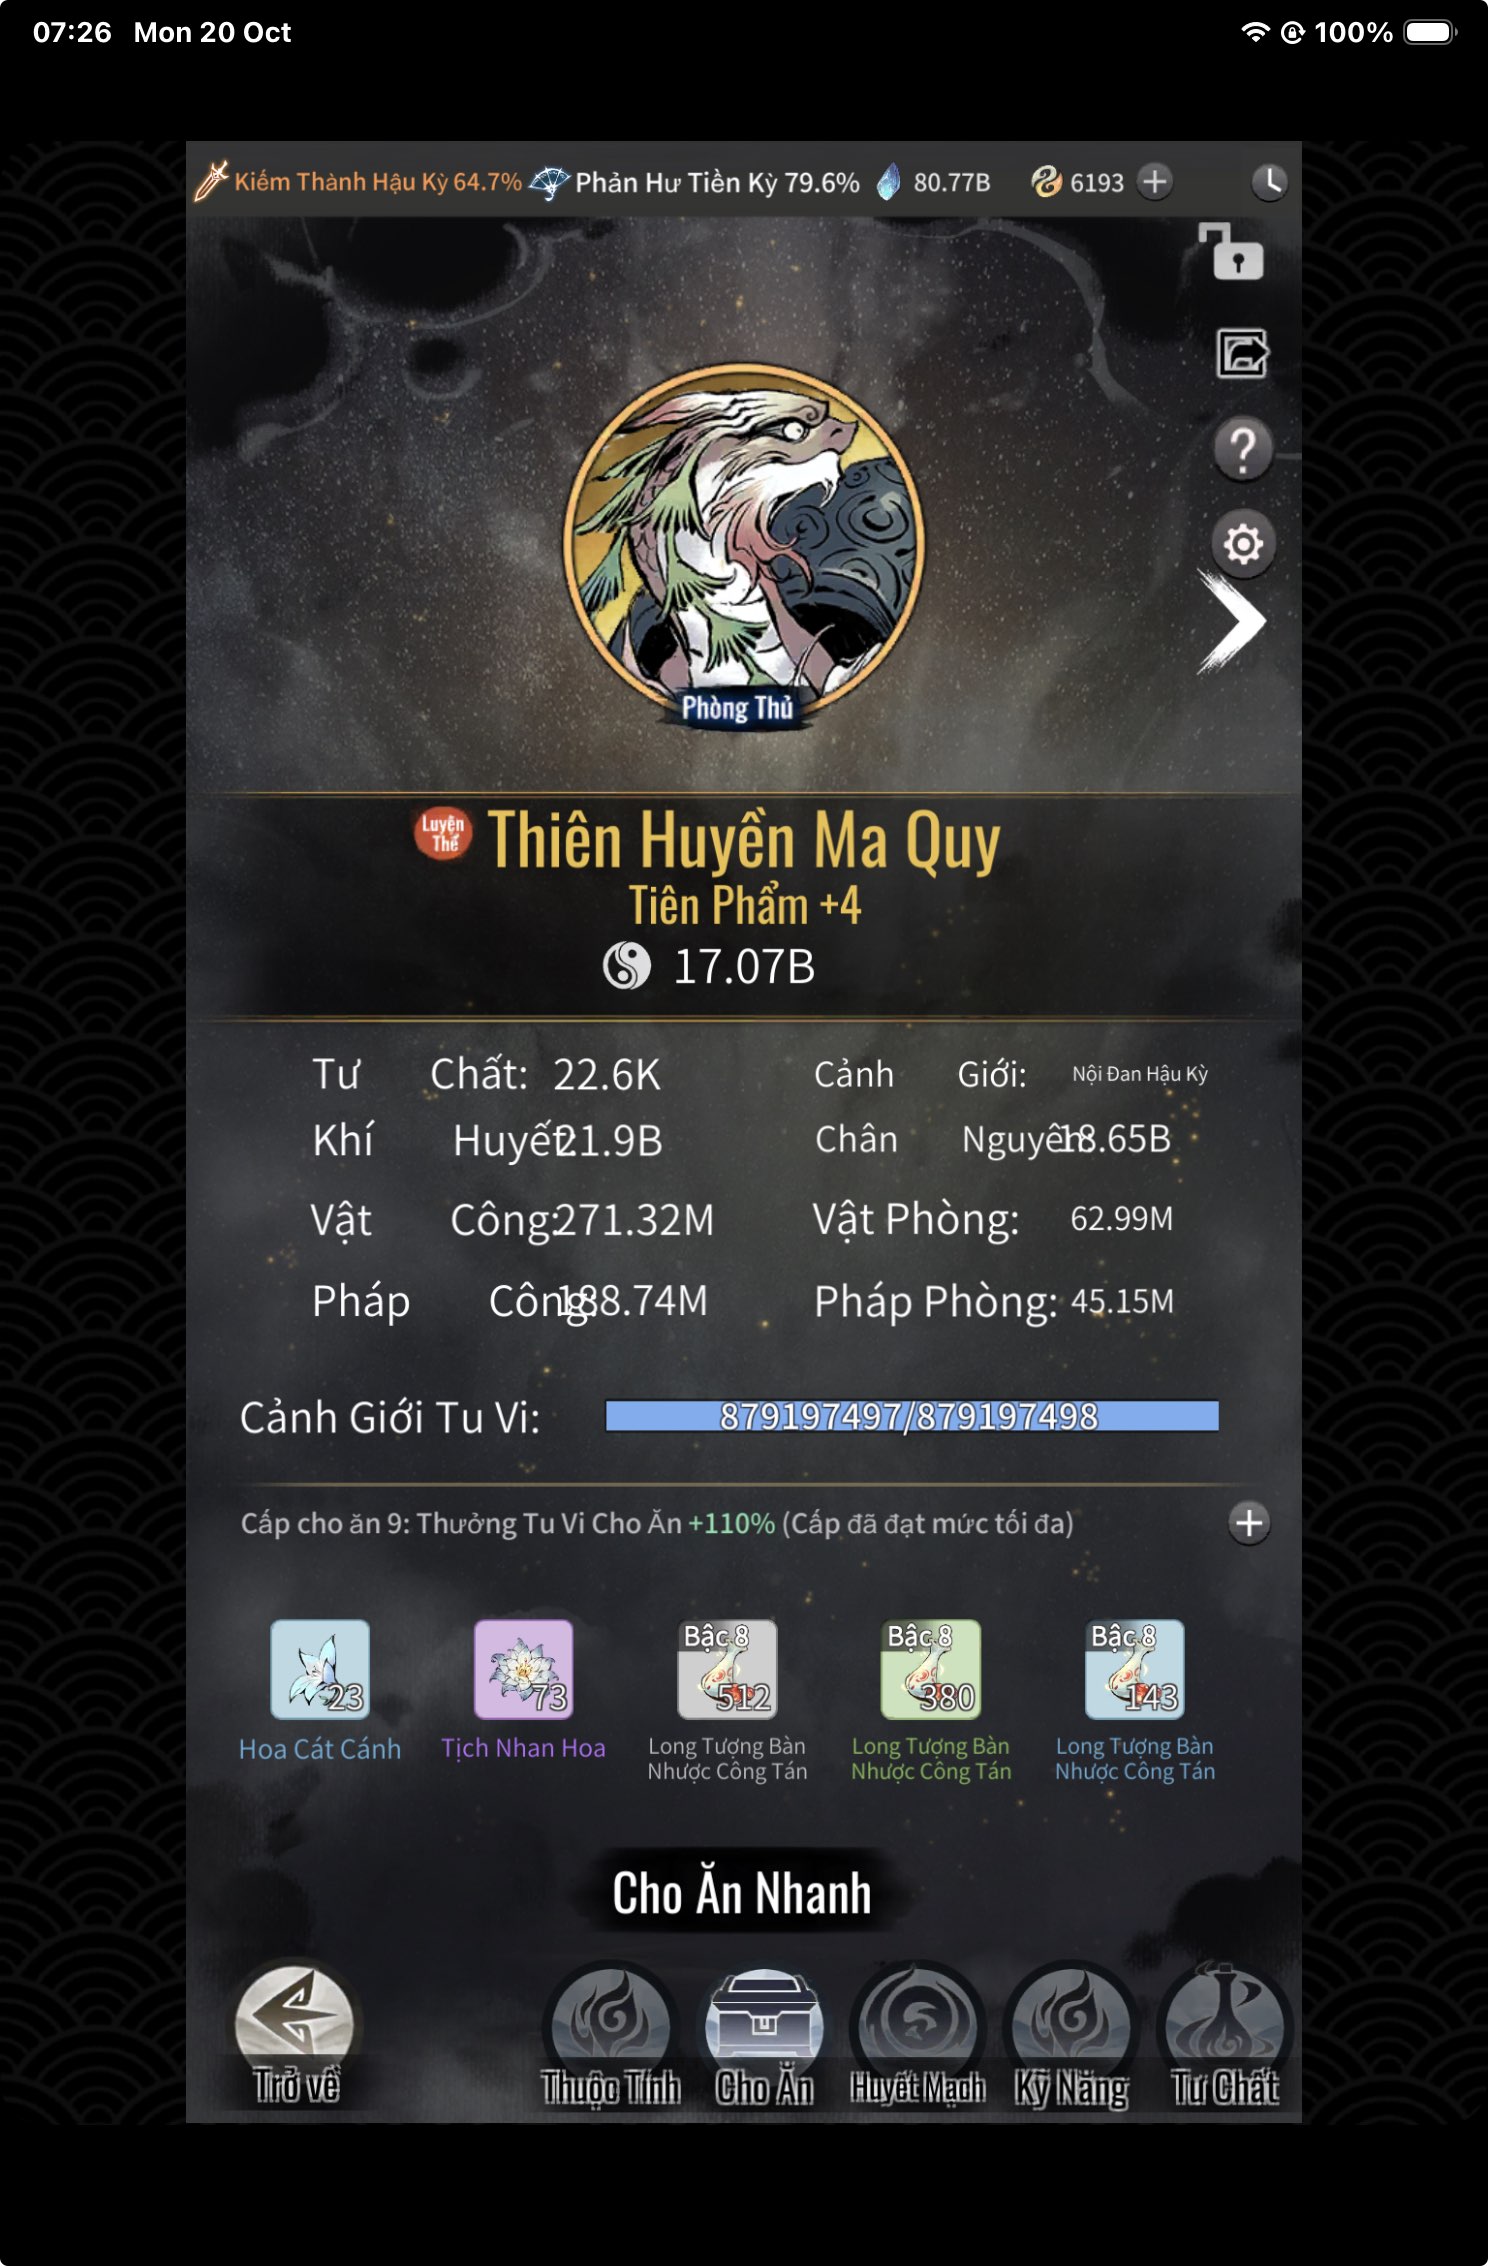 07:26 Mon 20 Oct 100%
Kiếm Thành Hậu Kỳ 64.7% Phản Hư Tiền Kỳ 79.6% 80.77B 6193
Phòng Thủ
Luyện
Thể
Thiên Huyền Ma Quy
Tiên Phẩm +4
17.07B
Tư Chất: 22.6K Cảnh Giới: Nội Đan Hậu Kỳ
Khí Huyết: 21.9B Chân Nguyên: 18.65B
Vật Công: 271.32M Vật Phòng: 62.99M
Pháp Công: 188.74M Pháp Phòng: 45.15M
Cảnh Giới Tu Vi: 879197497/879197498
Cấp cho ăn 9: Thưởng Tu Vi Cho Ăn +110% (Cấp đã đạt mức tối đa)
Bậc 8 Bậc 8 Bậc 8
23 73 512 380 143
Hoa Cát Cánh Tịch Nhan Hoa Long Tượng Bàn Nhược Công Tán Long Tượng Bàn Nhược Công Tán Long Tượng Bàn Nhược Công Tán
Cho Ăn Nhanh
Trở về Thuộc Tính Cho Ăn Huyết Mạch Kỹ Năng Tư Chất